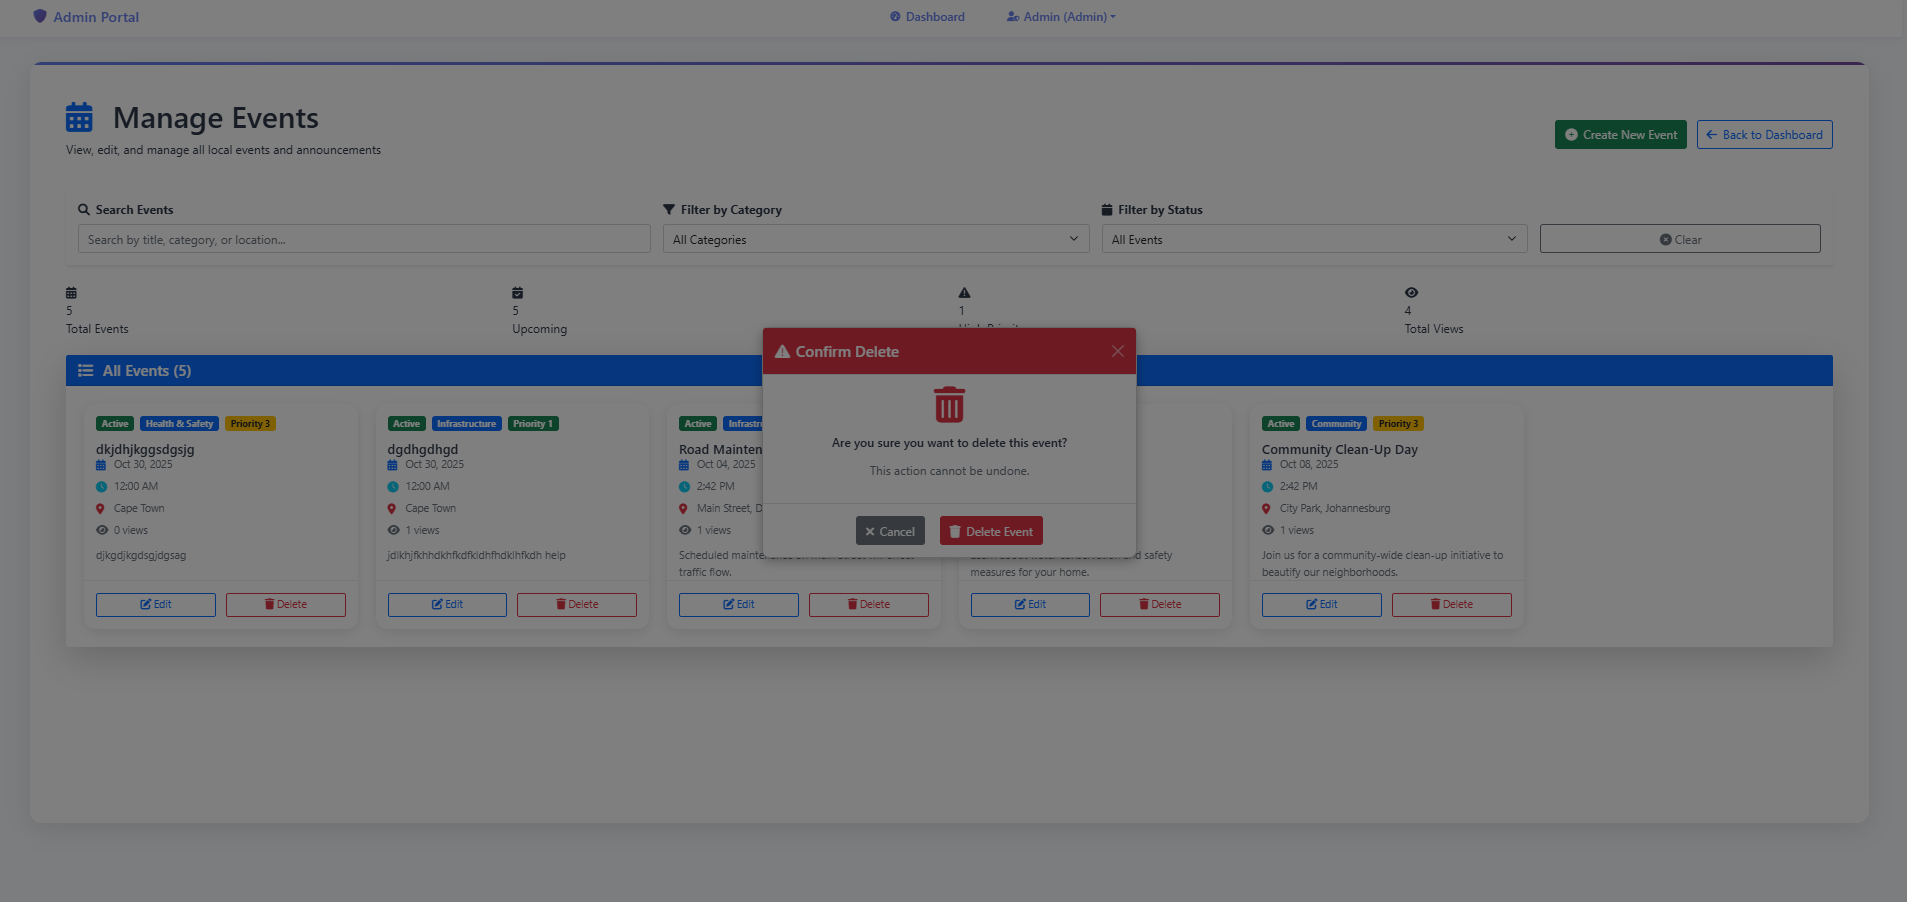 Admin Portal
Dashboard
Admin (Admin)
Manage Events
View, edit, and manage all local events and announcements
Create New Event
Back to Dashboard
Search Events
Filter by Category
Filter by Status
Search by title, category, or location...
All Categories
All Events
Clear
5
Total Events
5
Upcoming
1
4
Total Views
All Events (5)
Confirm Delete
Are you sure you want to delete this event?
This action cannot be undone.
Cancel
Delete Event
Active Health & Safety Priority 3
dkjdhjkggsdgsjg
Oct 30, 2025
12:00 AM
Cape Town
0 views
djkgdjkgdsgjdgsag
Edit
Delete
Active Infrastructure Priority 1
dgdhgdhgd
Oct 30, 2025
12:00 AM
Cape Town
1 views
jdlkhjfkhhdkhfkdfkldhfhdklhfkdh help
Edit
Delete
Active
Road
Oct 04, 2025
2:42 PM
Main Street,
1 views
Scheduled
traffic flow.
Edit
Delete
safety
measures for your home.
Edit
Delete
Active Community Priority 3
Community Clean-Up Day
Oct 08, 2025
2:42 PM
City Park, Johannesburg
1 views
Join us for a community-wide clean-up initiative to
beautify our neighborhoods.
Edit
Delete